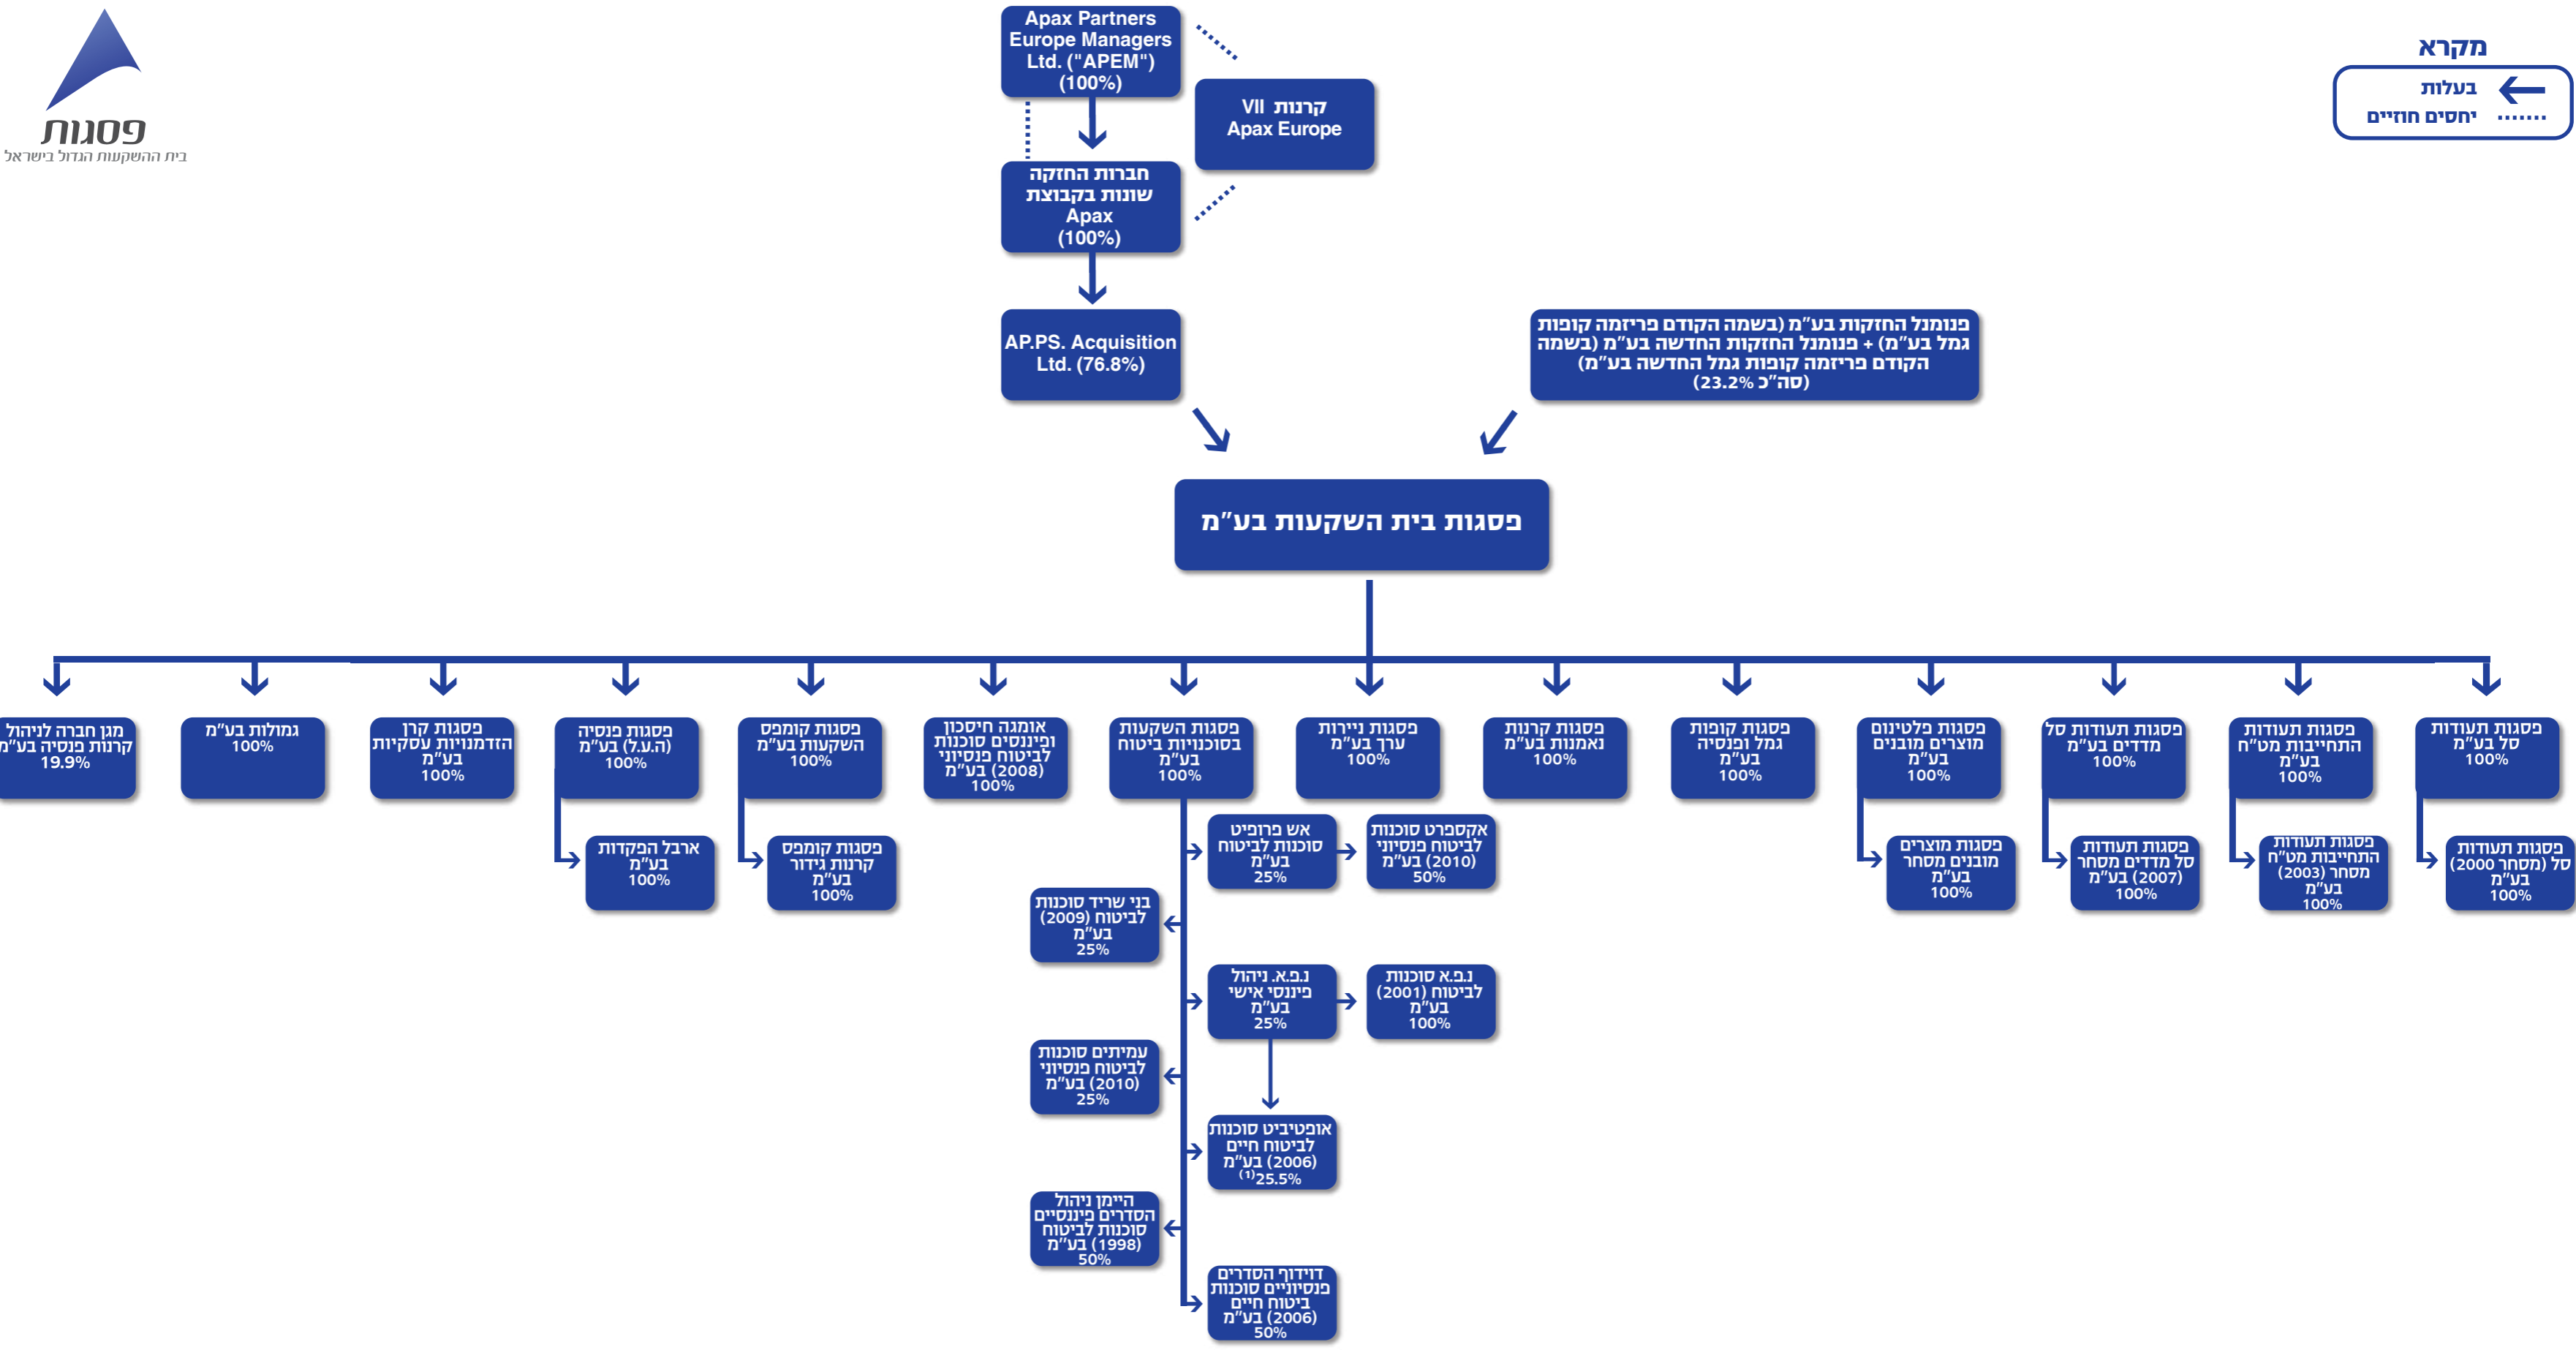 פסגות
בית ההשקעות הגדול בישראל
מקרא
בעלות
יחסים חוזיים
Apax Partners
Europe Managers
Ltd. ("APEM")
(100%)
קרנות VII
Apax Europe
חברות החזקה
שונות בקבוצת
Apax
(100%)
AP.PS. Acquisition
Ltd. (76.8%)
פנומנל החזקות בע"מ (בשמה הקודם פריזמה קופות
גמל בע"מ) + פנומנל החזקות החדשה בע"מ (בשמה
הקודם פריזמה קופות גמל החדשה בע"מ)
(סה"כ 23.2%)
פסגות בית השקעות בע"מ
פסגות תעודות
סל בע"מ
100%
פסגות תעודות
התחייבות מט"ח
בע"מ
100%
פסגות תעודות סל
מדדים בע"מ
100%
פסגות פלטינום
מוצרים מובנים
בע"מ
100%
פסגות קופות
גמל ופנסיה
בע"מ
100%
פסגות קרנות
נאמנות בע"מ
100%
פסגות ניירות
ערך בע"מ
100%
פסגות השקעות
בסוכנויות ביטוח
בע"מ
100%
אומגה חיסכון
ופיננסים סוכנות
לביטוח פנסיוני
(2008) בע"מ
100%
פסגות קומפס
השקעות בע"מ
100%
פסגות פנסיה
(ה.ע.ל) בע"מ
100%
פסגות קרן
הזדמנויות עסקיות
בע"מ
100%
גמולות בע"מ
100%
מגן חברה לניהול
קרנות פנסיה בע"מ
19.9%
פסגות תעודות
סל (מסחר 2000)
בע"מ
100%
פסגות תעודות
התחייבות מט"ח
מסחר (2003)
בע"מ
100%
פסגות תעודות
סל מדדים מסחר
(2007) בע"מ
100%
פסגות מוצרים
מובנים מסחר
בע"מ
100%
אקספרט סוכנות
לביטוח פנסיוני
(2010) בע"מ
50%
אש פרופיט
סוכנות לביטוח
בע"מ
25%
פסגות קומפס
קרנות גידור
בע"מ
100%
ארבל הפקדות
בע"מ
100%
בני שריד סוכנות
לביטוח (2009)
בע"מ
25%
נ.פ.א סוכנות
לביטוח (2001)
בע"מ
100%
נ.פ.א. ניהול
פיננסי אישי
בע"מ
25%
עמיתים סוכנות
לביטוח פנסיוני
(2010) בע"מ
25%
אופטיביט סוכנות
לביטוח חיים
(2006) בע"מ
25.5%(1)
היימן ניהול
הסדרים פיננסיים
סוכנות לביטוח
(1998) בע"מ
50%
דוידוף הסדרים
פנסיוניים סוכנות
ביטוח חיים
(2006) בע"מ
50%